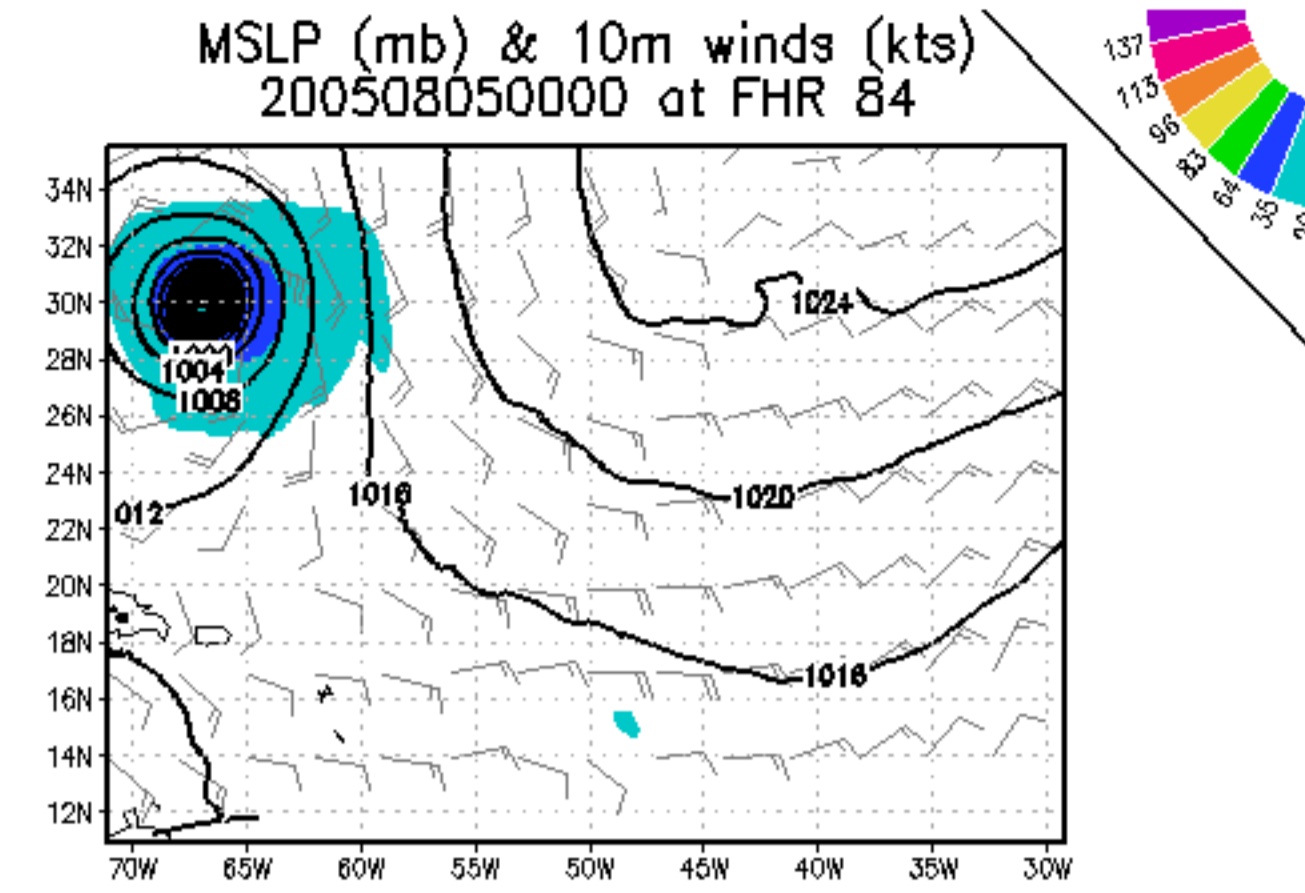 MSLP (mb) & 10m winds (kts)
200508050000 at FHR 84
137
113
96
83
64
35
34N
32N
30N
28N
26N
24N
22N
20N
18N
16N
14N
12N
1024
1004
1008
1016
1020
012
1016
70W 65W 60W 55W 50W 45W 40W 35W 30W